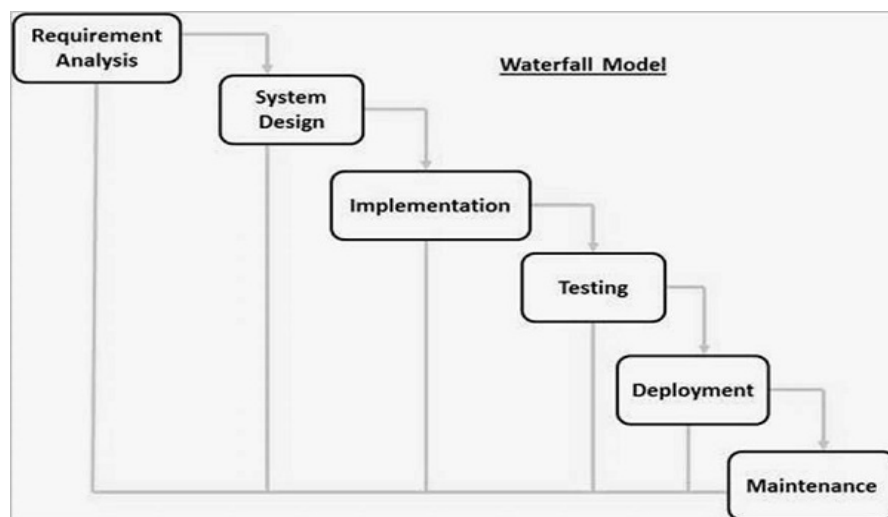 Requirement
Analysis
Waterfall Model
System
Design
Implementation
Testing
Deployment
Maintenance